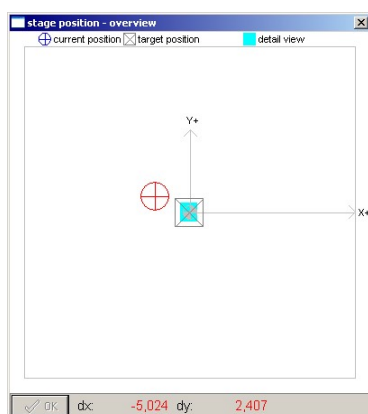 stage position - overview
current position target position detail view
Y+
X+
OK dx: -5,024 dy: 2,407